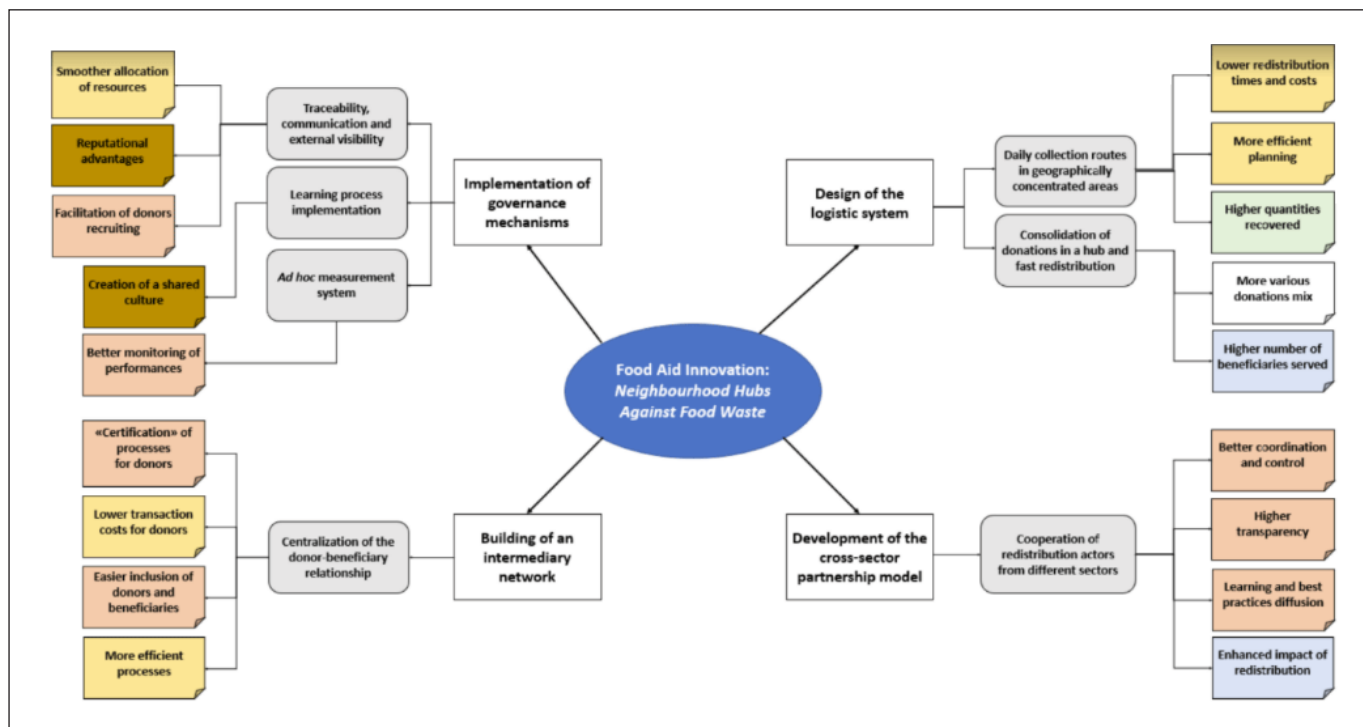 Smoother allocation
of resources
Reputational
advantages
Facilitation of donors
recruiting
Creation of a shared
culture
Better monitoring of
performances
Traceability,
communication and
external visibility
Learning process
implementation
Ad hoc measurement
system
Implementation of
governance
mechanisms
Design of the
logistic system
Daily collection routes
in geographically
concentrated areas
Consolidation of
donations in a hub and
fast redistribution
Lower redistribution
times and costs
More efficient
planning
Higher quantities
recovered
More various
donations mix
Higher number of
beneficiaries served
Food Aid Innovation:
Neighbourhood Hubs
Against Food Waste
«Certification» of
processes
for donors
Lower transaction
costs for donors
Easier inclusion of
donors and
beneficiaries
More efficient
processes
Centralization of the
donor-beneficiary
relationship
Building of an
intermediary
network
Development of the
cross-sector
partnership model
Cooperation of
redistribution actors
from different sectors
Better coordination
and control
Higher
transparency
Learning and best
practices diffusion
Enhanced impact of
redistribution